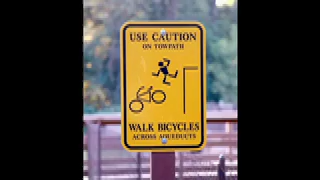 USE CAUTION
ON TOWPATH
WALK BICYCLES
ACROSS AQUEDUCTS